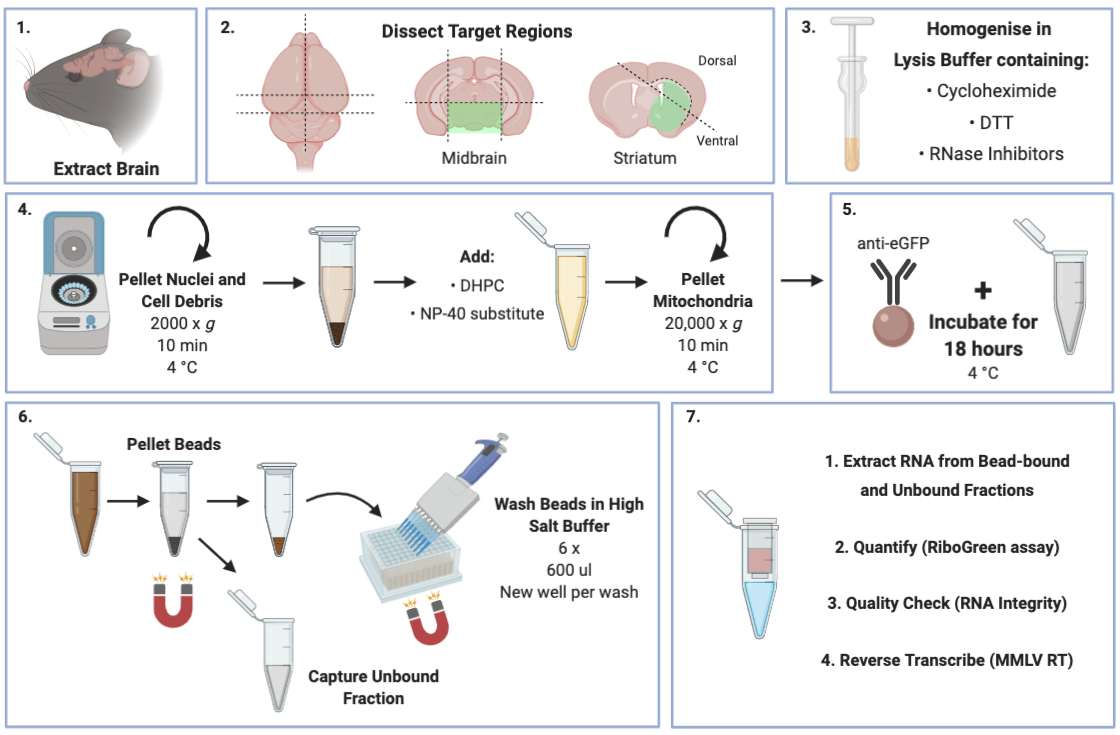 1.
Extract Brain
2.
Dissect Target Regions
Midbrain
Striatum
Dorsal
Ventral
3.
Homogenise in
Lysis Buffer containing:
• Cycloheximide
• DTT
• RNase Inhibitors
4.
Pellet Nuclei and
Cell Debris
2000 x g
10 min
4 °C
Add:
• DHPC
• NP-40 substitute
Pellet
Mitochondria
20,000 x g
10 min
4 °C
5.
anti-eGFP
+
Incubate for
18 hours
4 °C
6.
Pellet Beads
Capture Unbound
Fraction
Wash Beads in High
Salt Buffer
6 x
600 ul
New well per wash
7.
1. Extract RNA from Bead-bound
and Unbound Fractions
2. Quantify (RiboGreen assay)
3. Quality Check (RNA Integrity)
4. Reverse Transcribe (MMLV RT)